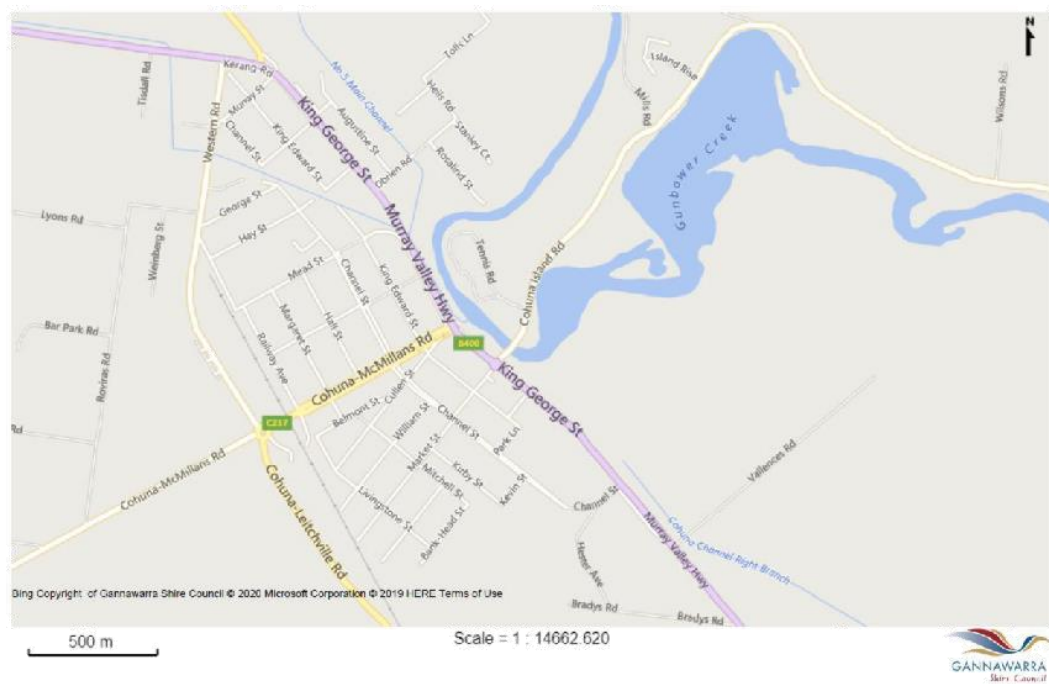 N
Tolls Ln
Island Rise
Kerang Rd
No 5 Main Channel
Tisdall Rd
Murray St
Heils Rd
Mills Rd
Wilsons Rd
Western Rd
King George St
Augustine St
Stanley Ct
Channel St
King Edward St
Obrien Rd
Rosalind St
Gunbower Creek
George St
Lyons Rd
Weinberg St
Hay St
Murray Valley Hwy
Tennis Rd
Mead St
Channel St
King Edward St
Cohuna Island Rd
Bar Park Rd
Margaret St
Hall St
Railway Ave
Roviras Rd
Cohuna-McMillans Rd
B400
King George St
Cullen St
Belmont St
William St
Channel St
C257
Rd
Market St
Park Ln
Vallences Rd
Cohuna-McMillans Rd
Kirby St
Mitchell St
Kevin St
Livingstone St
Channel St
Cohuna-Leitchville Rd
Bank-Head St
Murray Valley Hwy
Cohuna-Channel-Right Branch
Hester Ave
Bing Copyright of Gannawarra Shire Council © 2020 Microsoft Corporation © 2019 HERE Terms of Use
Bradys Rd
Bradys Rd
500 m
Scale = 1 : 14662.620
GANNAWARRA
Shire Council